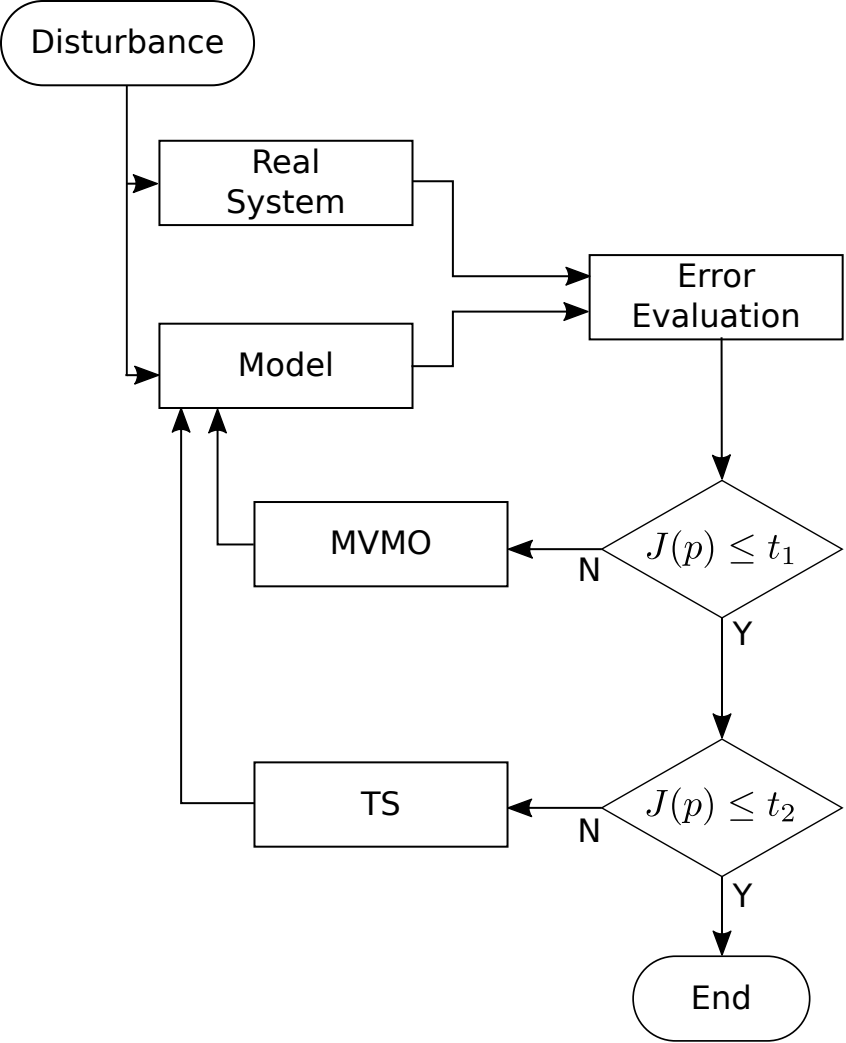 Disturbance
Real
System
Error
Evaluation
Model
MVMO
N
J(p) ≤ t₁
Y
TS
N
J(p) ≤ t₂
Y
End